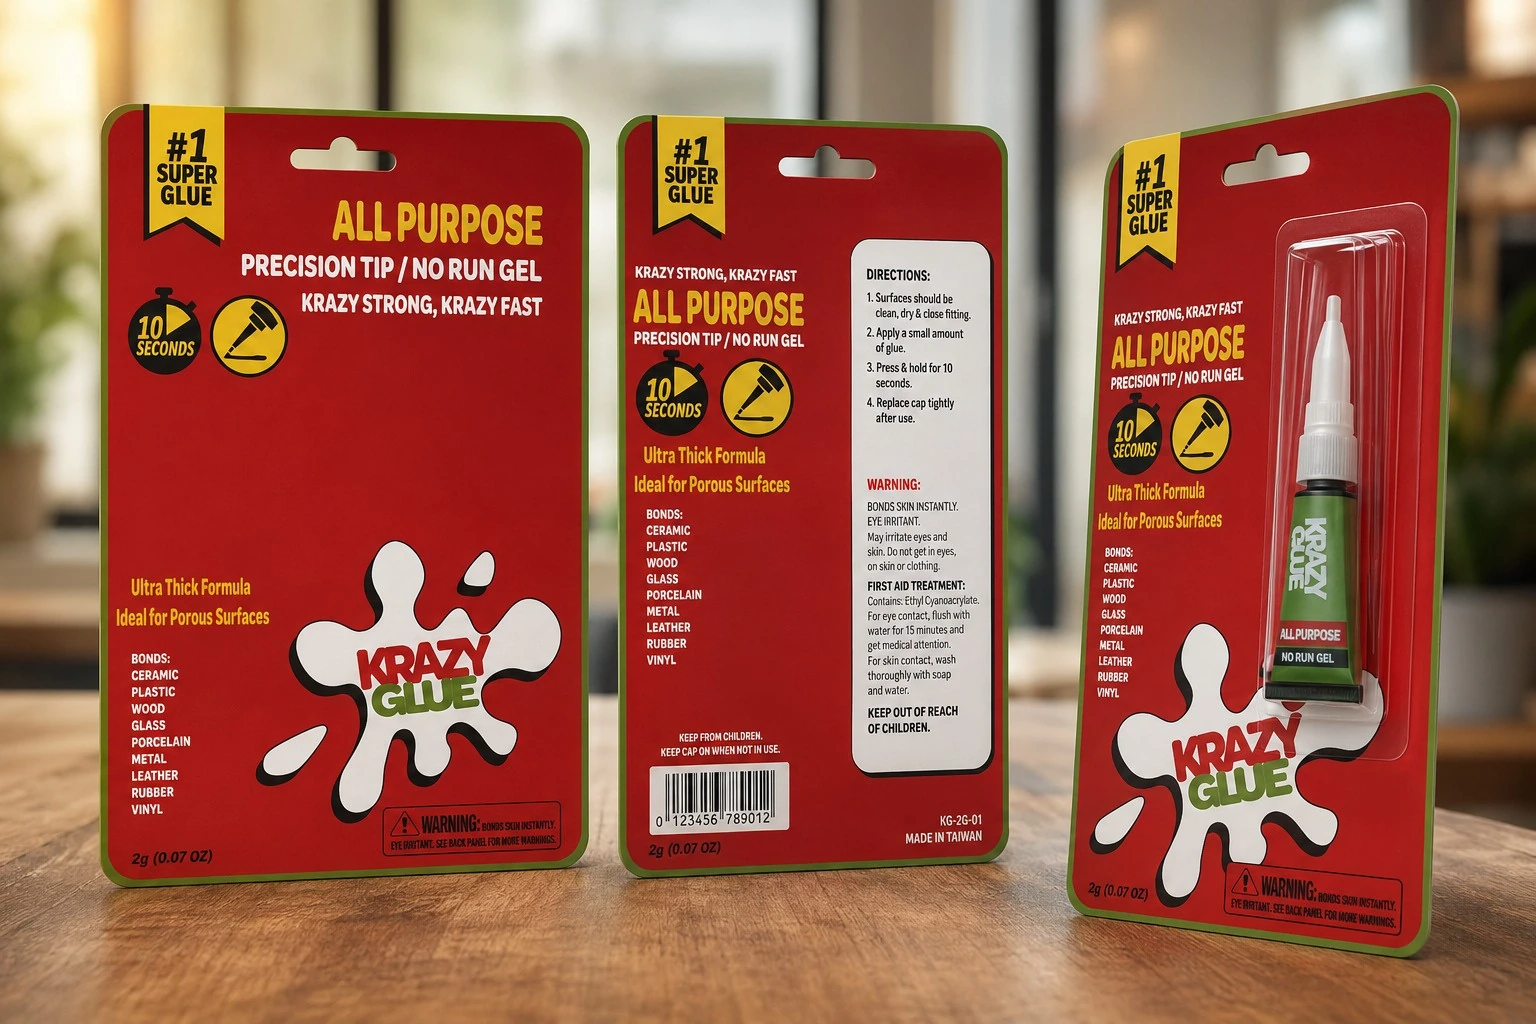 #1
SUPER
GLUE
ALL PURPOSE
PRECISION TIP / NO RUN GEL
KRAZY STRONG, KRAZY FAST
10
SECONDS
Ultra Thick Formula
Ideal for Porous Surfaces
BONDS:
CERAMIC
PLASTIC
WOOD
GLASS
PORCELAIN
METAL
LEATHER
RUBBER
VINYL
KRAZY
GLUE
WARNING: BONDS SKIN INSTANTLY.
EYE IRRITANT. SEE BACK PANEL FOR MORE WARNINGS.
2g (0.07 OZ)
#1
SUPER
GLUE
KRAZY STRONG, KRAZY FAST
ALL PURPOSE
PRECISION TIP / NO RUN GEL
10
SECONDS
Ultra Thick Formula
Ideal for Porous Surfaces
BONDS:
CERAMIC
PLASTIC
WOOD
GLASS
PORCELAIN
METAL
LEATHER
RUBBER
VINYL
KEEP FROM CHILDREN.
KEEP CAP ON WHEN NOT IN USE.
0 123456 789012
2g (0.07 OZ)
DIRECTIONS:
1. Surfaces should be
clean, dry & close fitting.
2. Apply a small amount
of glue.
3. Press & hold for 10
seconds.
4. Replace cap tightly
after use.
WARNING:
BONDS SKIN INSTANTLY.
EYE IRRITANT.
May irritate eyes and
skin. Do not get in eyes,
on skin or clothing.
FIRST AID TREATMENT:
Contains: Ethyl Cyanoacrylate.
For eye contact, flush with
water for 15 minutes and
get medical attention.
For skin contact, wash
thoroughly with soap
and water.
KEEP OUT OF REACH
OF CHILDREN.
KG-2G-01
MADE IN TAIWAN
#1
SUPER
GLUE
KRAZY STRONG, KRAZY FAST
ALL PURPOSE
PRECISION TIP / NO RUN GEL
10
SECONDS
Ultra Thick Formula
Ideal for Porous Surfaces
BONDS:
CERAMIC
PLASTIC
WOOD
GLASS
PORCELAIN
METAL
LEATHER
RUBBER
VINYL
KRAZY
GLUE
ALL PURPOSE
NO RUN GEL
KRAZY
GLUE
2g (0.07 OZ)
WARNING: BONDS SKIN INSTANTLY.
EYE IRRITANT. SEE BACK PANEL FOR MORE WARNINGS.